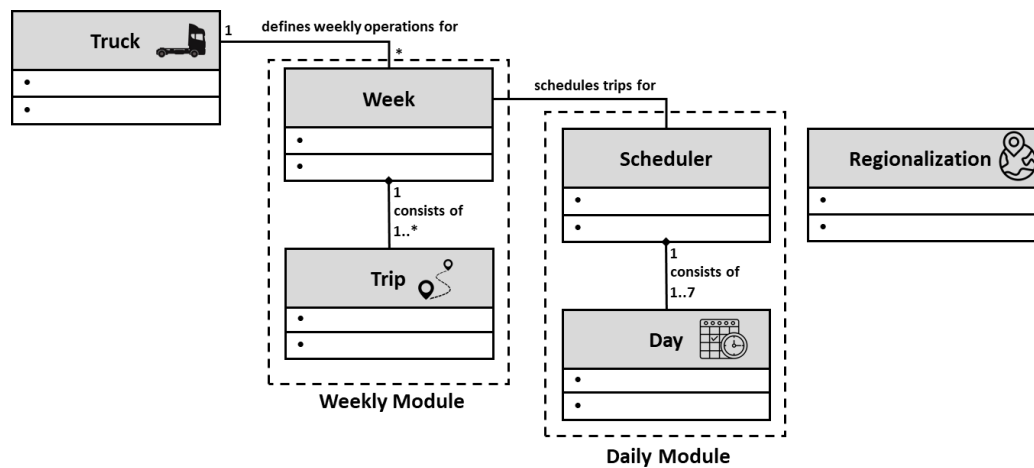 Truck
1
defines weekly operations for
*
•
•
Week
•
•
schedules trips for
1
consists of
1..*
Trip
•
•
Weekly Module
Scheduler
•
•
1
consists of
1..7
Day
•
•
Daily Module
Regionalization
•
•